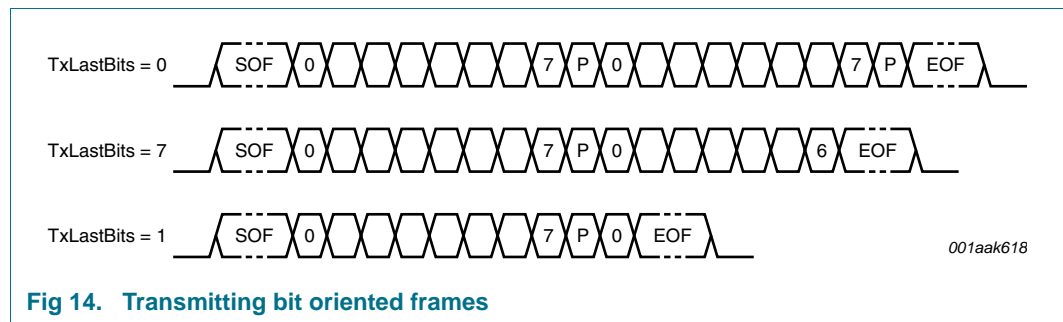 TxLastBits = 0 SOF 0 7 P 0 7 P EOF
TxLastBits = 7 SOF 0 7 P 0 6 EOF
TxLastBits = 1 SOF 0 7 P 0 EOF
001aak618
Fig 14. Transmitting bit oriented frames